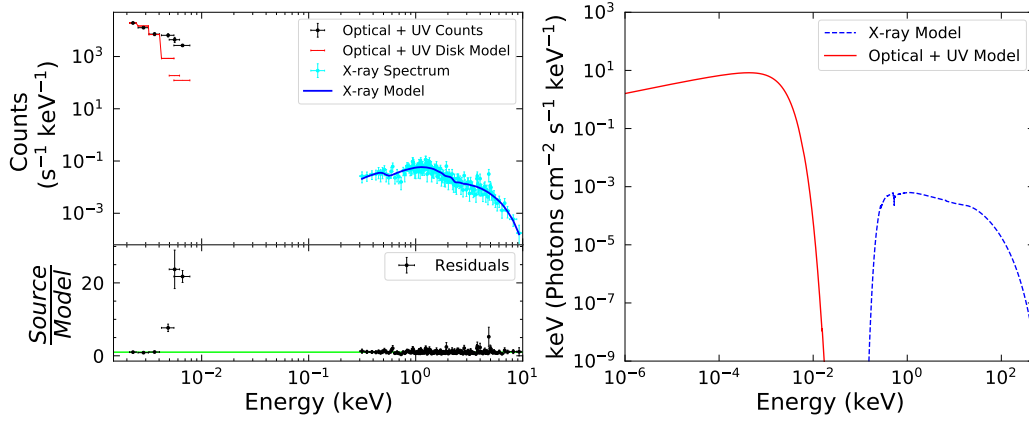 10³
10¹
10⁻¹
10⁻³
Counts
(s⁻¹ keV⁻¹)
Optical + UV Counts
Optical + UV Disk Model
X-ray Spectrum
X-ray Model
20
0
Source
Model
Residuals
10⁻² 10⁻¹ 10⁰ 10¹
Energy (keV)
10³
10¹
10⁻¹
10⁻³
10⁻⁵
10⁻⁷
10⁻⁹
keV (Photons cm⁻² s⁻¹ keV⁻¹)
X-ray Model
Optical + UV Model
10⁻⁶ 10⁻⁴ 10⁻² 10⁰ 10²
Energy (keV)